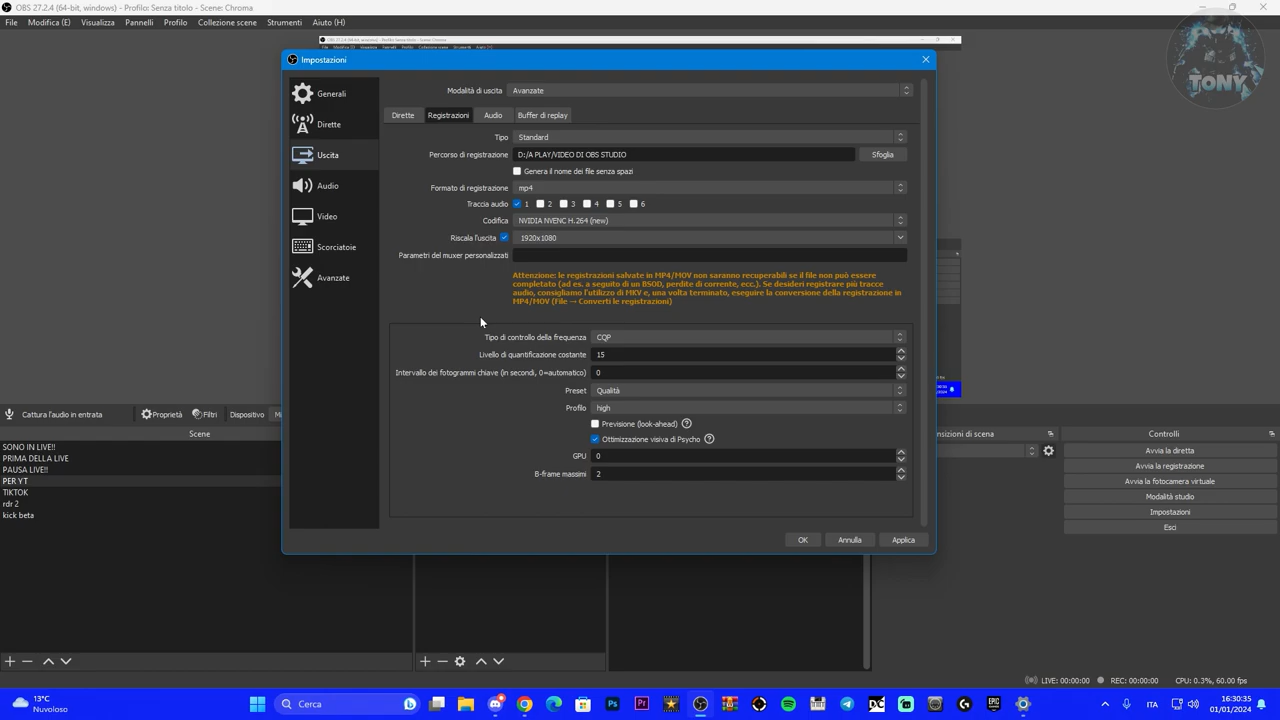 OBS 27.2.4 (64-bit, windows) - Profilo: Senza titolo - Scene: Chroma
File Modifica (E) Visualizza Pannelli Profilo Collezione scene Strumenti Aiuto (H)
TONY
Impostazioni
Generali
Dirette
Uscita
Audio
Video
Scorciatoie
Avanzate
Modalità di uscita Avanzate
Dirette Registrazioni Audio Buffer di replay
Tipo Standard
Percorso di registrazione D:/A PLAY/VIDEO DI OBS STUDIO Sfoglia
Genera il nome dei file senza spazi
Formato di registrazione mp4
Traccia audio 1 2 3 4 5 6
Codifica NVIDIA NVENC H.264 (new)
Riscala l'uscita 1920x1080
Parametri del muxer personalizzati
Attenzione: le registrazioni salvate in MP4/MOV non saranno recuperabili se il file non può essere
completato (ad es. a seguito di un BSOD, perdite di corrente, ecc.). Se desideri registrare più tracce
audio, consigliamo l'utilizzo di MKV e, una volta terminato, eseguire la conversione della registrazione in
MP4/MOV (File → Converti le registrazioni)
Tipo di controllo della frequenza CQP
Livello di quantificazione costante 15
Intervallo dei fotogrammi chiave (in secondi, 0=automatico) 0
Preset Qualità
Profilo high
Previsione (look-ahead)
Ottimizzazione visiva di Psycho
GPU 0
B-frame massimi 2
OK Annulla Applica
Cattura l'audio in entrata Proprietà Filtri Dispositivo
Scene
SONO IN LIVE!!
PRIMA DELLA LIVE
PAUSA LIVE!!
PER YT
TIKTOK
rdr 2
kick beta
nsizioni di scena
Controlli
Avvia la diretta
Avvia la registrazione
Avvia la fotocamera virtuale
Modalità studio
Impostazioni
Esci
LIVE: 00:00:00 REC: 00:00:00 CPU: 0.3%, 60.00 fps
13°C
Nuvoloso
Cerca
ITA
16:30:35
01/01/2024